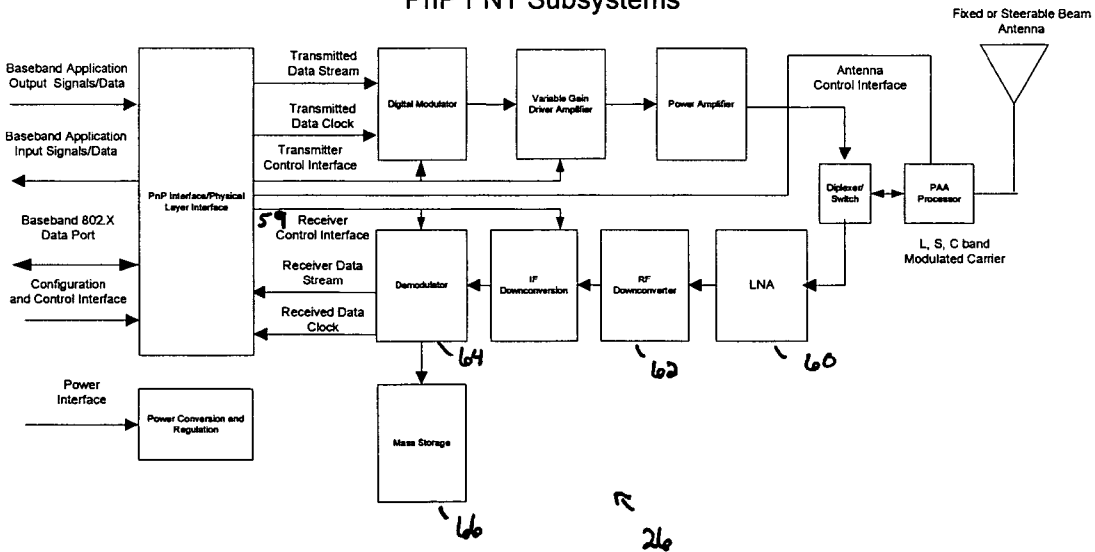 PnP PNT Subsystems
Fixed or Steerable Beam
Antenna
Baseband Application
Output Signals/Data
Baseband Application
Input Signals/Data
Baseband 802.X
Data Port
Configuration
and Control Interface
PnP Interface/Physical
Layer Interface
Transmitted
Data Stream
Transmitted
Data Clock
Transmitter
Control Interface
Digital Modulator
Variable Gain
Driver Amplifier
Power Amplifier
Antenna
Control Interface
Diplexer/
Switch
PAA
Processor
L, S, C band
Modulated Carrier
59
Receiver
Control Interface
Receiver Data
Stream
Received Data
Clock
Demodulator
IF
Downconversion
RF
Downconverter
LNA
64
62
60
Power
Interface
Power Conversion and
Regulation
Mass Storage
66
26